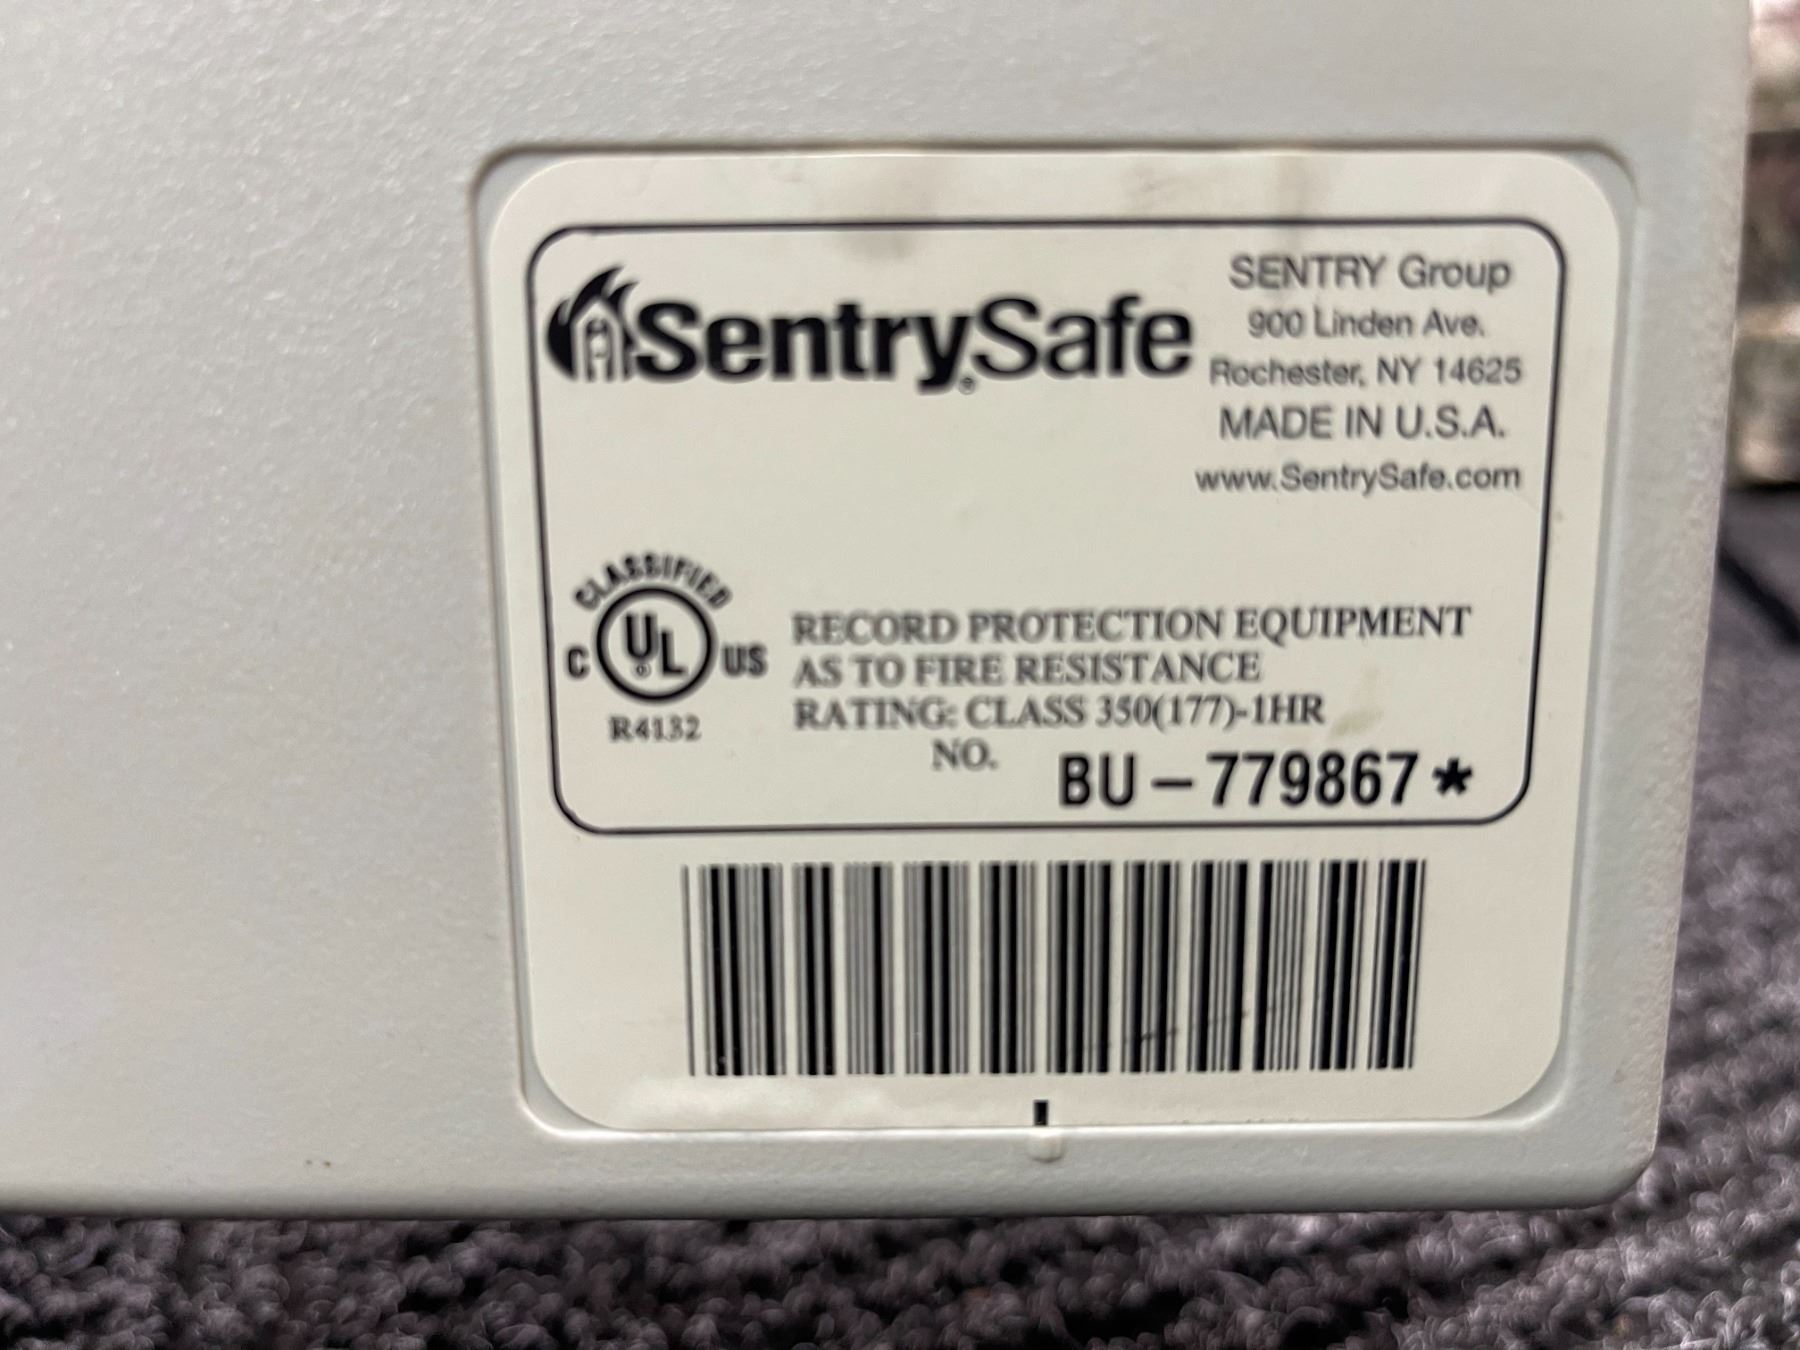 SentrySafe®
SENTRY Group
900 Linden Ave.
Rochester, NY 14625
MADE IN U.S.A.
www.SentrySafe.com
CLASSIFIED
C UL® US
R4132
RECORD PROTECTION EQUIPMENT
AS TO FIRE RESISTANCE
RATING: CLASS 350(177)-1HR
NO. BU-779867*